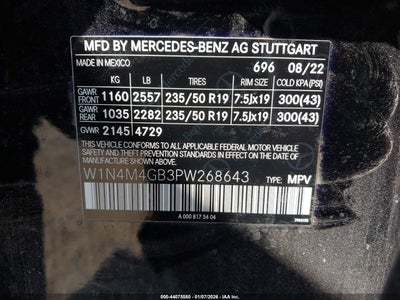 MFD BY MERCEDES-BENZ AG STUTTGART
MADE IN MEXICO 696 08/22
KG LB TIRES RIM SIZE COLD KPA(PSI)
GAWR FRONT 1160 2557 235/50 R19 7.5Jx19 300(43)
GAWR REAR 1035 2282 235/50 R19 7.5Jx19 300(43)
GVWR 2145 4729
THIS VEHICLE CONFORMS TO ALL APPLICABLE
FEDERAL MOTOR VEHICLE SAFETY, BUMPER, AND
THEFT PREVENTION STANDARDS IN EFFECT ON THE
DATE OF MANUFACTURE SHOWN ABOVE.
W1N4M4GB3PW268643 TYPE: MPV
A 000 817 54 04
000-44075580 - 01/07/2026 - IAA Holdings, LLC